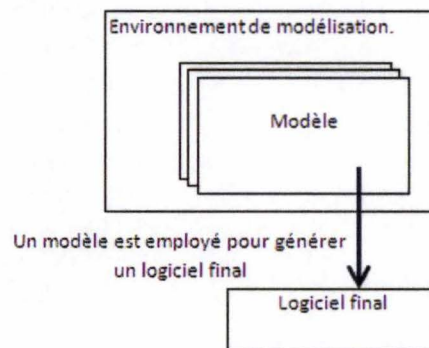 Environnement de modélisation.
Modèle
Un modèle est employé pour générer
un logiciel final
Logiciel final